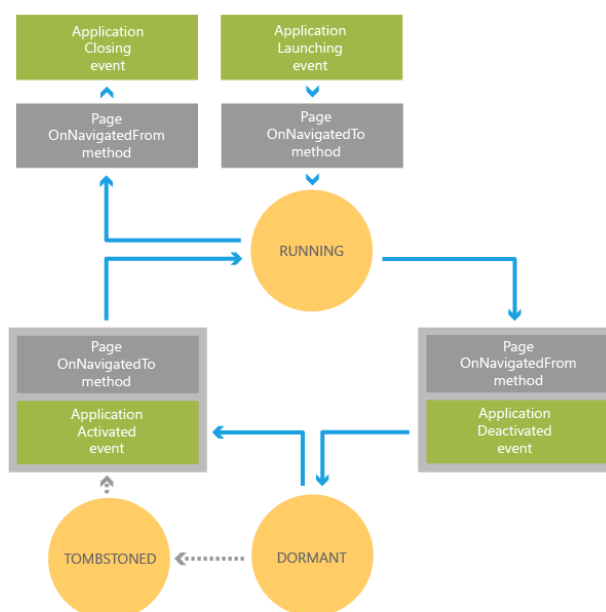 Application
Closing
event
Application
Launching
event
Page
OnNavigatedFrom
method
Page
OnNavigatedTo
method
RUNNING
Page
OnNavigatedTo
method
Application
Activated
event
Page
OnNavigatedFrom
method
Application
Deactivated
event
TOMBSTONED
DORMANT